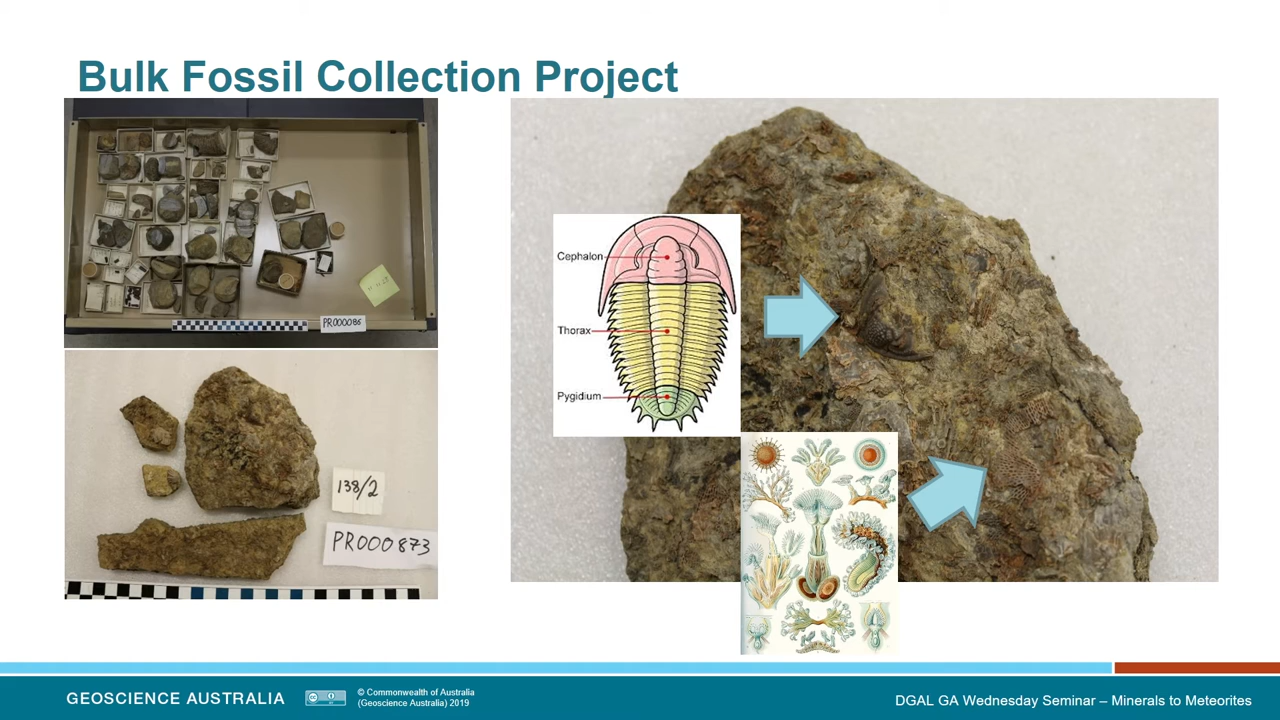 Bulk Fossil Collection Project
PR000086
138/2
PR000873
Cephalon
Thorax
Pygidium
GEOSCIENCE AUSTRALIA
© Commonwealth of Australia
(Geoscience Australia) 2019
DGAL GA Wednesday Seminar – Minerals to Meteorites